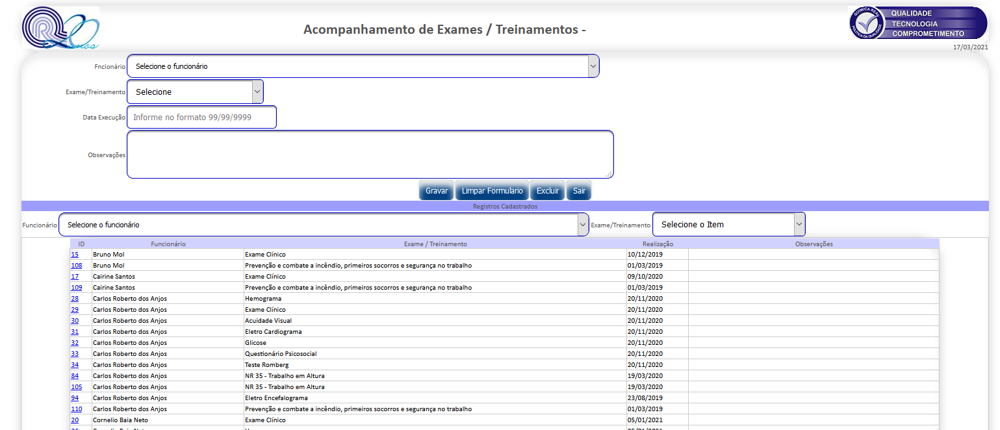 QR 20 anos
Acompanhamento de Exames / Treinamentos -
QUÍMICA REAL
POLÍTICA DA QUALIDADE
QUALIDADE
TECNOLOGIA
COMPROMETIMENTO
17/03/2021
Fncionário Selecione o funcionário
Exame/Treinamento Selecione
Data Execução Informe no formato 99/99/9999
Observações
Gravar Limpar Formulario Excluir Sair
Registros Cadastrados
Funcionário Selecione o funcionário Exame/Treinamento Selecione o Item
ID Funcionário Exame / Treinamento Realização Observações
15 Bruno Mol Exame Clínico 10/12/2019
108 Bruno Mol Prevenção e combate a incêndio, primeiros socorros e segurança no trabalho 01/03/2019
17 Cairine Santos Exame Clínico 09/10/2020
109 Cairine Santos Prevenção e combate a incêndio, primeiros socorros e segurança no trabalho 01/03/2019
28 Carlos Roberto dos Anjos Hemograma 20/11/2020
29 Carlos Roberto dos Anjos Exame Clínico 20/11/2020
30 Carlos Roberto dos Anjos Acuidade Visual 20/11/2020
31 Carlos Roberto dos Anjos Eletro Cardiograma 20/11/2020
32 Carlos Roberto dos Anjos Glicose 20/11/2020
33 Carlos Roberto dos Anjos Questionário Psicosocial 20/11/2020
34 Carlos Roberto dos Anjos Teste Romberg 20/11/2020
84 Carlos Roberto dos Anjos NR 35 - Trabalho em Altura 19/03/2020
105 Carlos Roberto dos Anjos NR 35 - Trabalho em Altura 19/03/2020
94 Carlos Roberto dos Anjos Eletro Encefalograma 23/08/2019
110 Carlos Roberto dos Anjos Prevenção e combate a incêndio, primeiros socorros e segurança no trabalho 01/03/2019
20 Cornelio Baia Neto Exame Clínico 05/01/2021